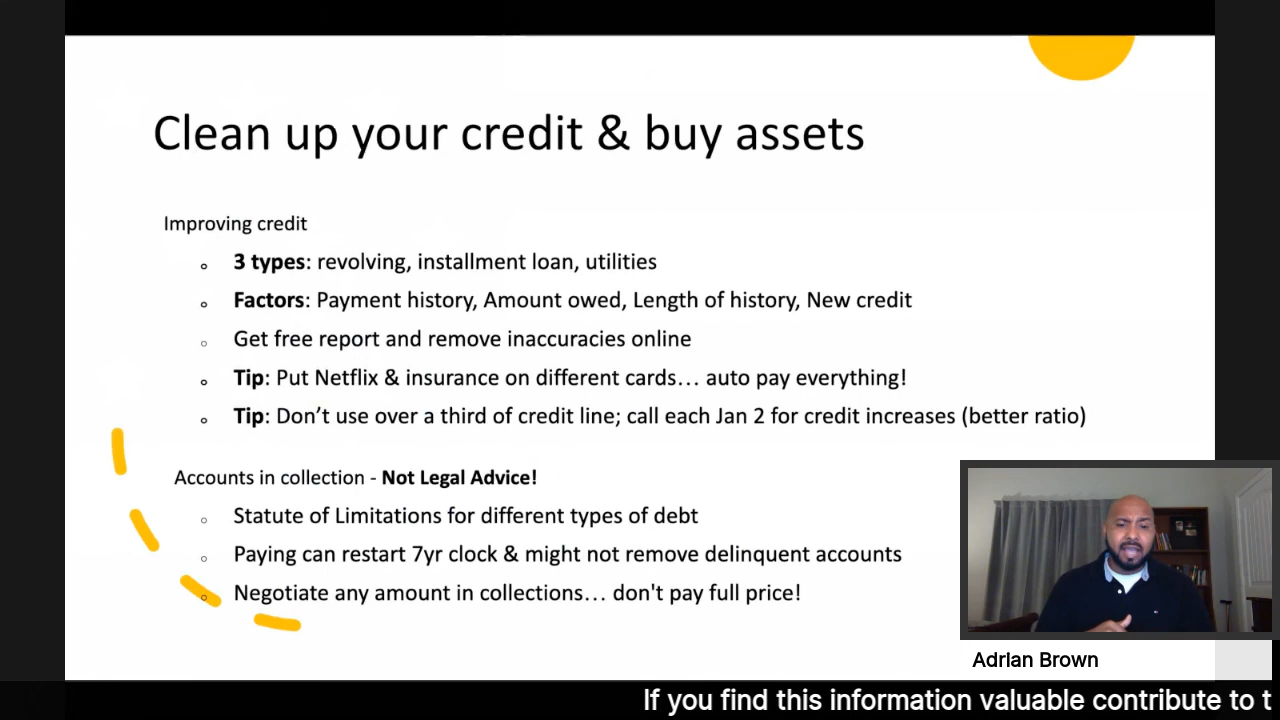 Clean up your credit & buy assets
Improving credit
3 types: revolving, installment loan, utilities
Factors: Payment history, Amount owed, Length of history, New credit
Get free report and remove inaccuracies online
Tip: Put Netflix & insurance on different cards… auto pay everything!
Tip: Don’t use over a third of credit line; call each Jan 2 for credit increases (better ratio)
Accounts in collection - Not Legal Advice!
Statute of Limitations for different types of debt
Paying can restart 7yr clock & might not remove delinquent accounts
Negotiate any amount in collections… don't pay full price!
Adrian Brown
If you find this information valuable contribute to t